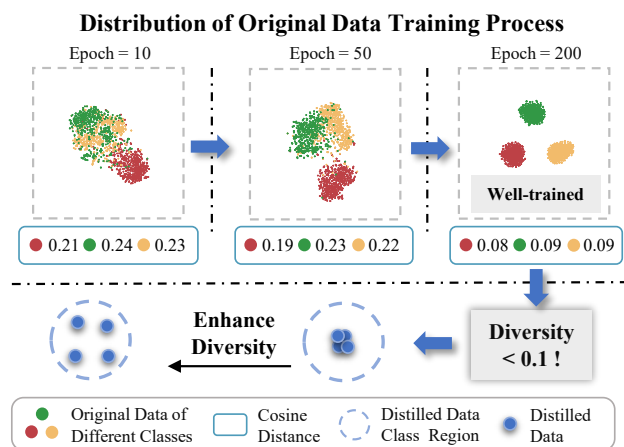 Distribution of Original Data Training Process
Epoch = 10
Epoch = 50
Epoch = 200
Well-trained
0.21 0.24 0.23
0.19 0.23 0.22
0.08 0.09 0.09
Enhance
Diversity
Diversity
< 0.1 !
Original Data of
Different Classes
Cosine
Distance
Distilled Data
Class Region
Distilled
Data